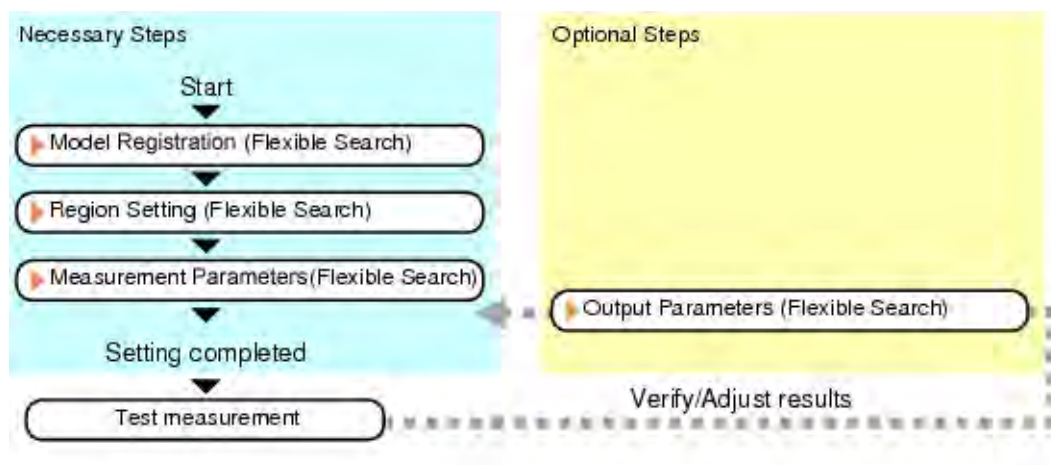 Necessary Steps
Start
Model Registration (Flexible Search)
Region Setting (Flexible Search)
Measurement Parameters(Flexible Search)
Setting completed
Test measurement
Optional Steps
Output Parameters (Flexible Search)
Verify/Adjust results